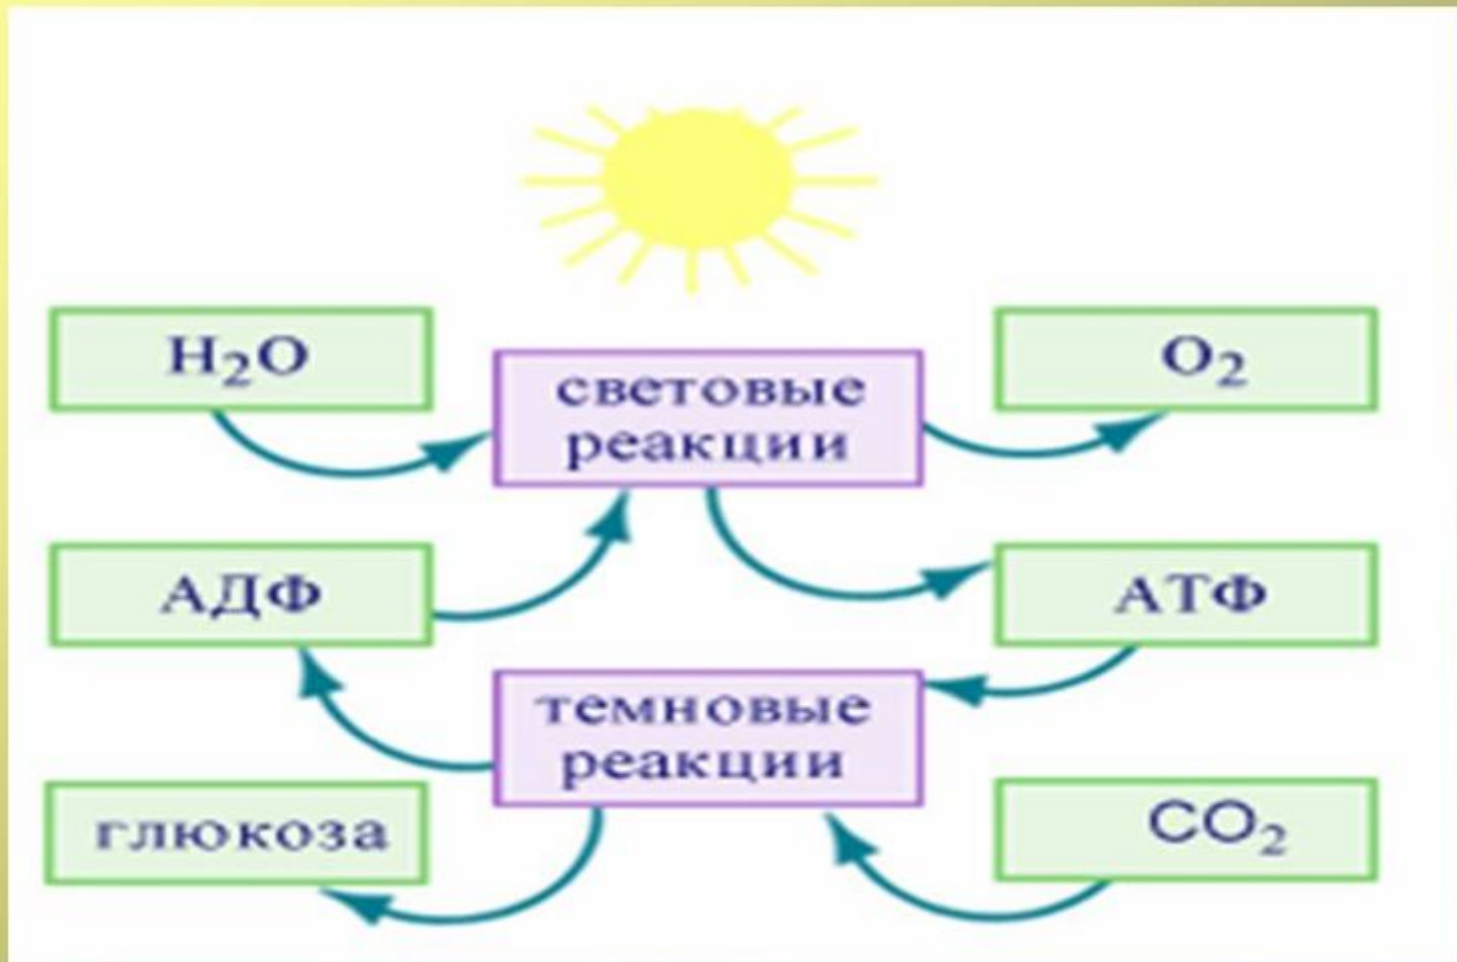 H₂O
O₂
световые
реакции
АДФ
АТФ
темновые
реакции
глюкоза
CO₂